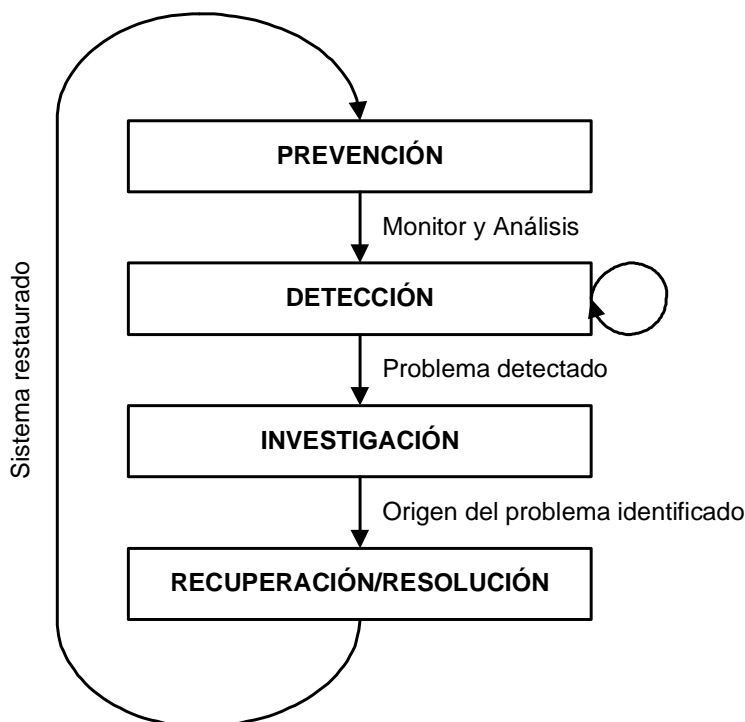 PREVENCIÓN
Monitor y Análisis
DETECCIÓN
Problema detectado
INVESTIGACIÓN
Origen del problema identificado
RECUPERACIÓN/RESOLUCIÓN
Sistema restaurado